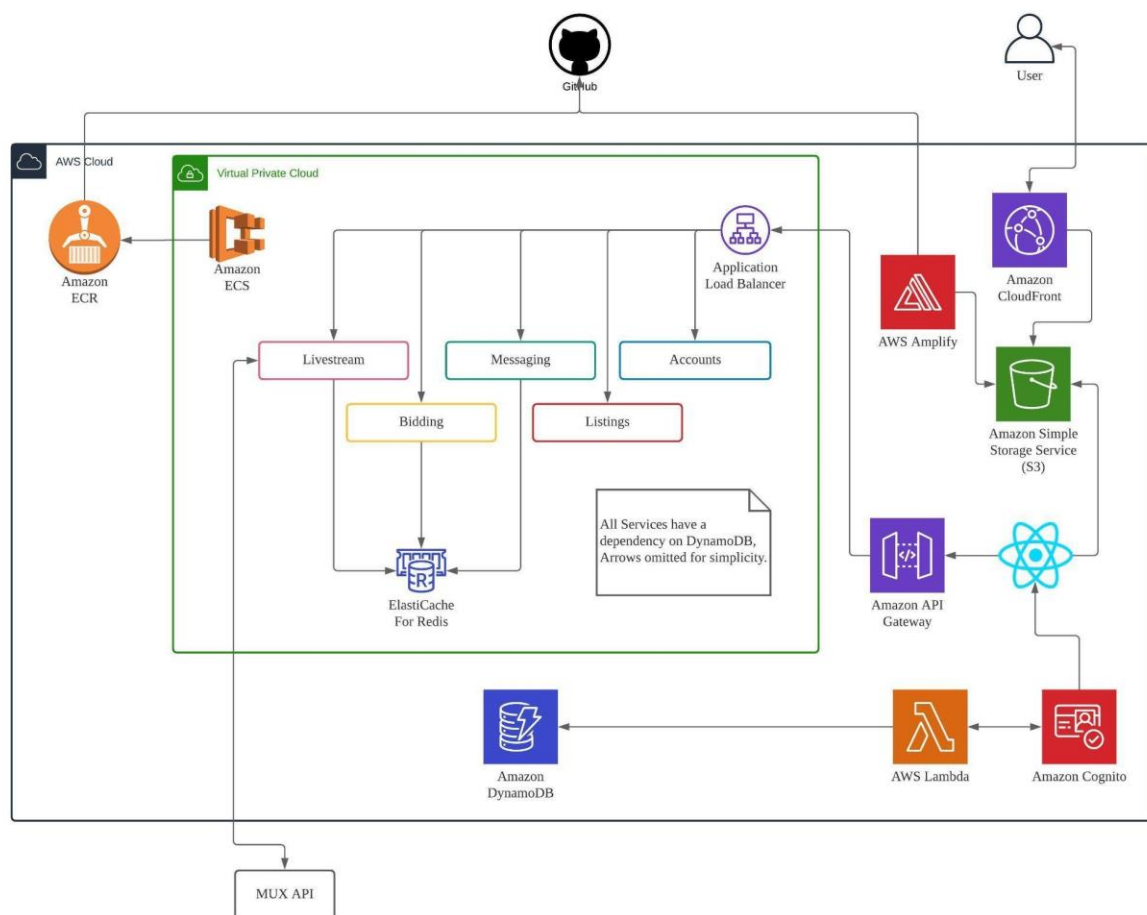 GitHub
User
AWS Cloud
Virtual Private Cloud
Amazon
ECR
Amazon
ECS
Application
Load Balancer
Amazon
CloudFront
AWS Amplify
Livestream
Messaging
Accounts
Bidding
Listings
Amazon Simple
Storage Service
(S3)
All Services have a
dependency on DynamoDB,
Arrows omitted for simplicity.
</>
R
ElastiCache
For Redis
Amazon API
Gateway
Amazon
DynamoDB
AWS Lambda
Amazon Cognito
MUX API